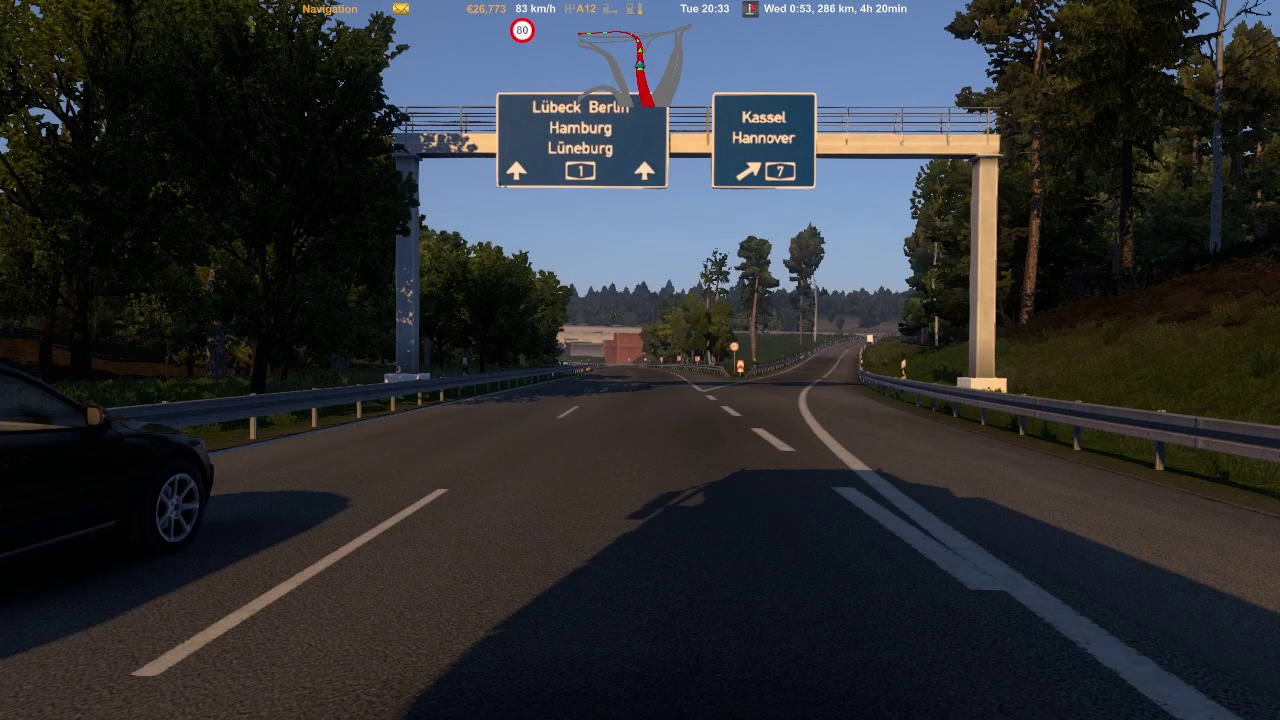 Navigation
€26,773 83 km/h A12
Tue 20:33
Wed 0:53, 286 km, 4h 20min
80
Lübeck Berlin
Hamburg
Lüneburg
1
Kassel
Hannover
7